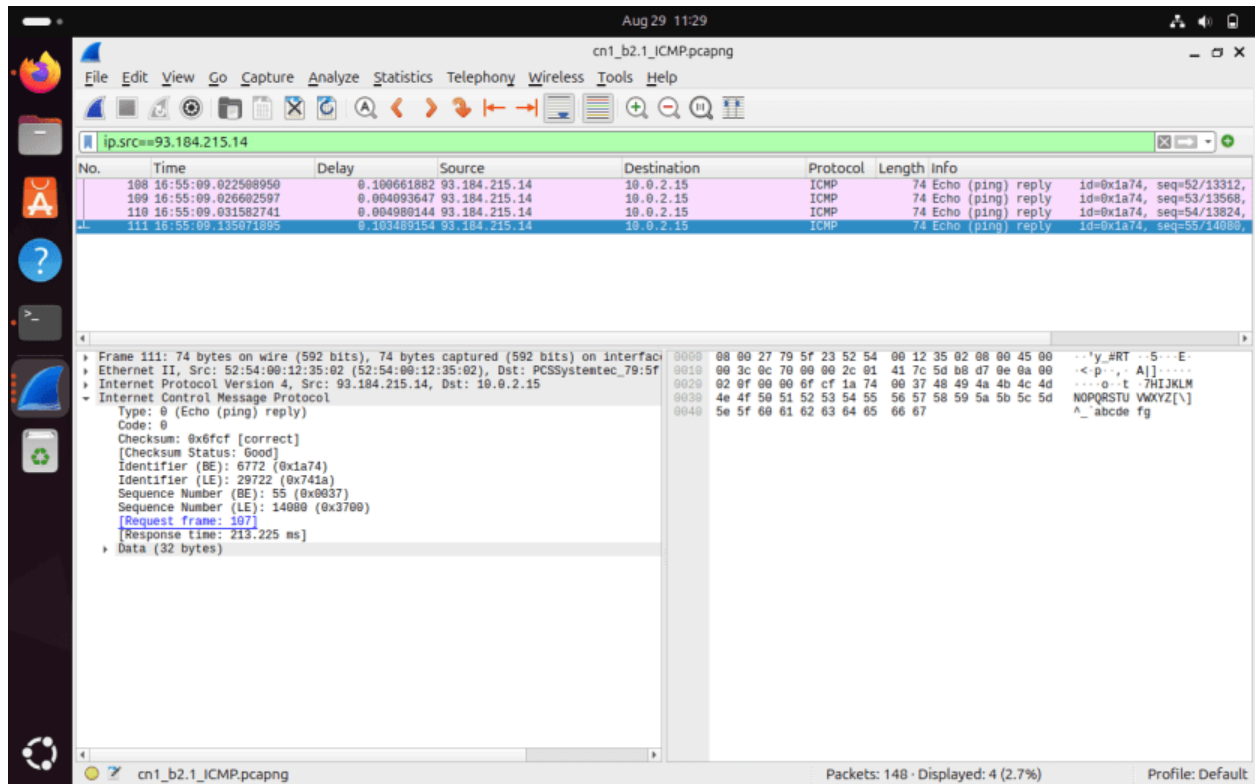 Aug 29 11:29
cn1_b2.1_ICMP.pcapng
File Edit View Go Capture Analyze Statistics Telephony Wireless Tools Help
ip.src==93.184.215.14
No. Time Delay Source Destination Protocol Length Info
108 16:55:09.022508950 0.100661882 93.184.215.14 10.0.2.15 ICMP 74 Echo (ping) reply id=0x1a74, seq=52/13312,
109 16:55:09.026602597 0.004093647 93.184.215.14 10.0.2.15 ICMP 74 Echo (ping) reply id=0x1a74, seq=53/13568,
110 16:55:09.031582741 0.004980144 93.184.215.14 10.0.2.15 ICMP 74 Echo (ping) reply id=0x1a74, seq=54/13824,
111 16:55:09.135071895 0.103489154 93.184.215.14 10.0.2.15 ICMP 74 Echo (ping) reply id=0x1a74, seq=55/14080,
Frame 111: 74 bytes on wire (592 bits), 74 bytes captured (592 bits) on interfac
Ethernet II, Src: 52:54:00:12:35:02 (52:54:00:12:35:02), Dst: PCSSystemtec_79:5f
Internet Protocol Version 4, Src: 93.184.215.14, Dst: 10.0.2.15
Internet Control Message Protocol
Type: 0 (Echo (ping) reply)
Code: 0
Checksum: 0x6fcf [correct]
[Checksum Status: Good]
Identifier (BE): 6772 (0x1a74)
Identifier (LE): 29722 (0x741a)
Sequence Number (BE): 55 (0x0037)
Sequence Number (LE): 14080 (0x3700)
[Request frame: 107]
[Response time: 213.225 ms]
Data (32 bytes)
0000 08 00 27 79 5f 23 52 54 00 12 35 02 08 00 45 00 ··'y_#RT ··5···E·
0010 00 3c 0c 70 00 00 2c 01 41 7c 5d b8 d7 0e 0a 00 ·<·p··,· A|]·····
0020 02 0f 00 00 6f cf 1a 74 00 37 48 49 4a 4b 4c 4d ····o··t ·7HIJKLM
0030 4e 4f 50 51 52 53 54 55 56 57 58 59 5a 5b 5c 5d NOPQRSTU VWXYZ[\]
0040 5e 5f 60 61 62 63 64 65 66 67 ^_`abcde fg
cn1_b2.1_ICMP.pcapng
Packets: 148 · Displayed: 4 (2.7%)
Profile: Default